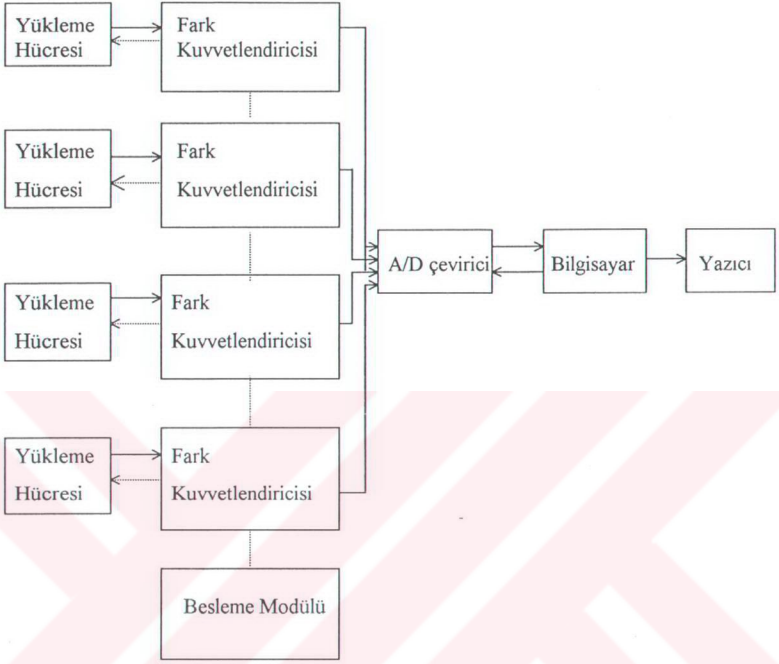 Yükleme
Hücresi
Fark
Kuvvetlendiricisi
Yükleme
Hücresi
Fark
Kuvvetlendiricisi
A/D çevirici
Bilgisayar
Yazıcı
Yükleme
Hücresi
Fark
Kuvvetlendiricisi
Yükleme
Hücresi
Fark
Kuvvetlendiricisi
Besleme Modülü